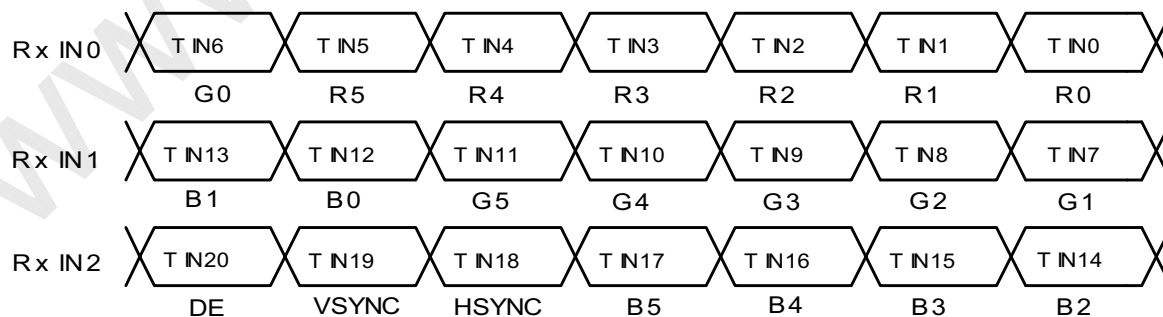 Rx IN0 T IN6 T IN5 T IN4 T IN3 T IN2 T IN1 T IN0
G0 R5 R4 R3 R2 R1 R0
Rx IN1 T IN13 T IN12 T IN11 T IN10 T IN9 T IN8 T IN7
B1 B0 G5 G4 G3 G2 G1
Rx IN2 T IN20 T IN19 T IN18 T IN17 T IN16 T IN15 T IN14
DE VSYNC HSYNC B5 B4 B3 B2